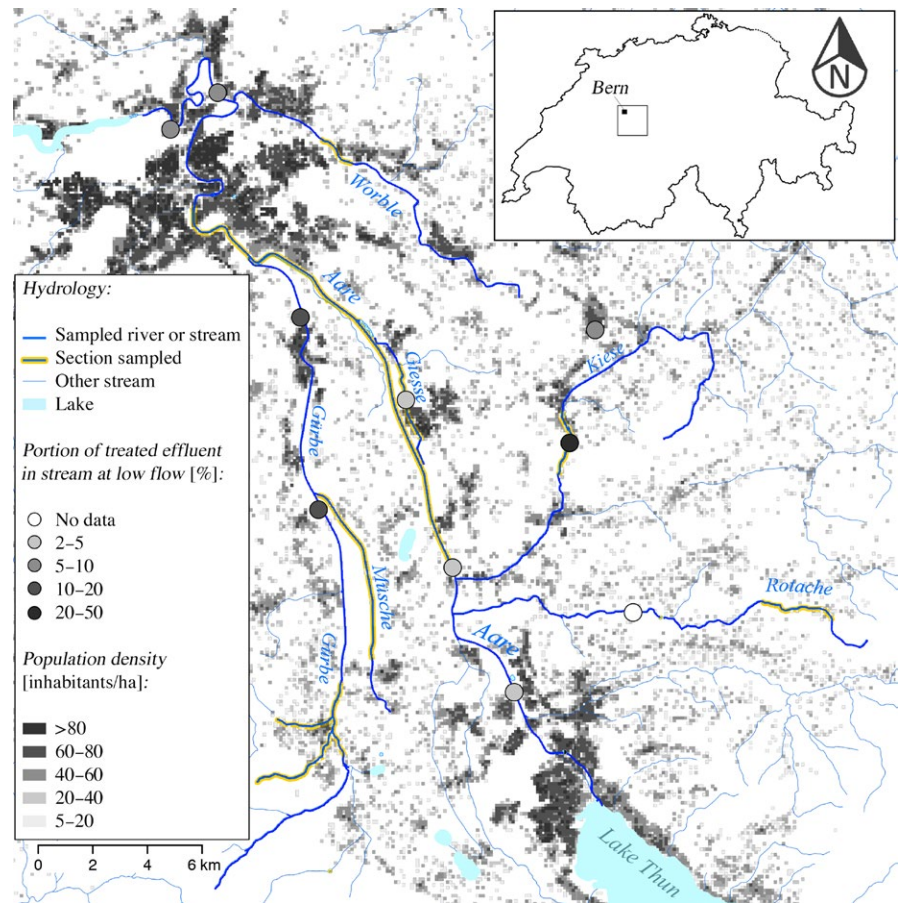 Bern
N
Worble
Aare
Giesse
Kiese
Gürbe
Müsche
Rotache
Aare
Gürbe
Lake Thun
Hydrology:
Sampled river or stream
Section sampled
Other stream
Lake
Portion of treated effluent
in stream at low flow [%]:
No data
2–5
5–10
10–20
20–50
Population density
[inhabitants/ha]:
>80
60–80
40–60
20–40
5–20
0 2 4 6 km